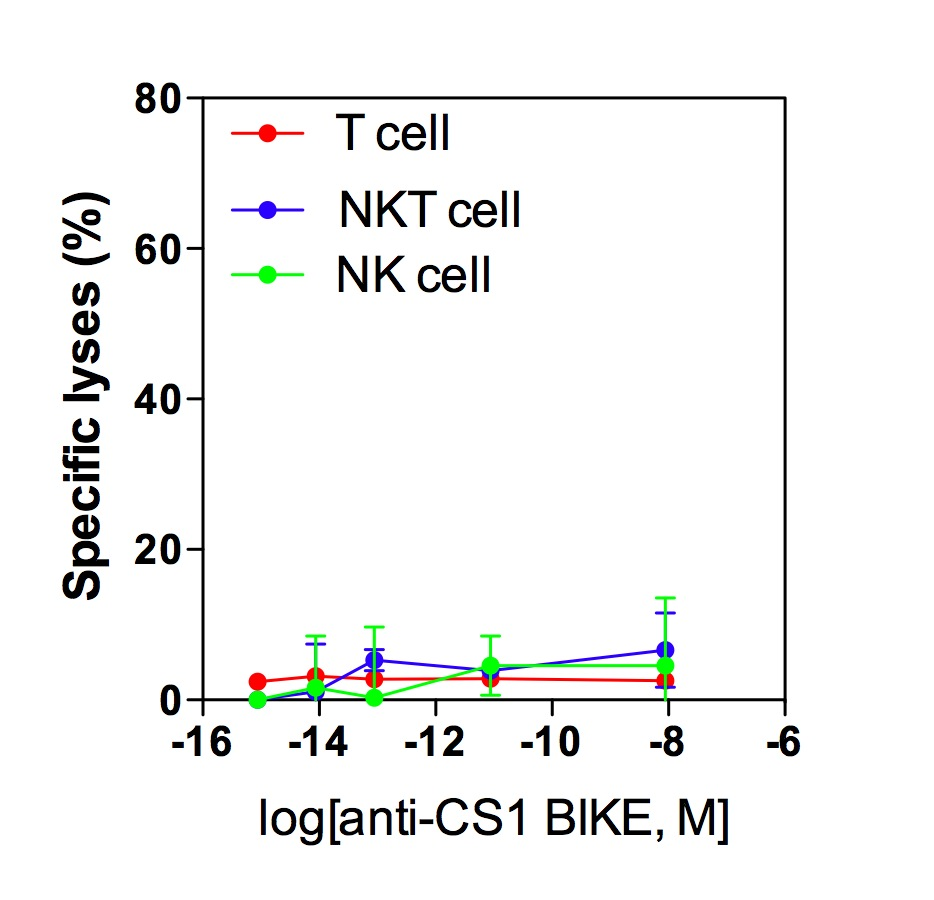 80
60
40
20
0
Specific lyses (%)
T cell
NKT cell
NK cell
-16 -14 -12 -10 -8 -6
log[anti-CS1 BIKE, M]